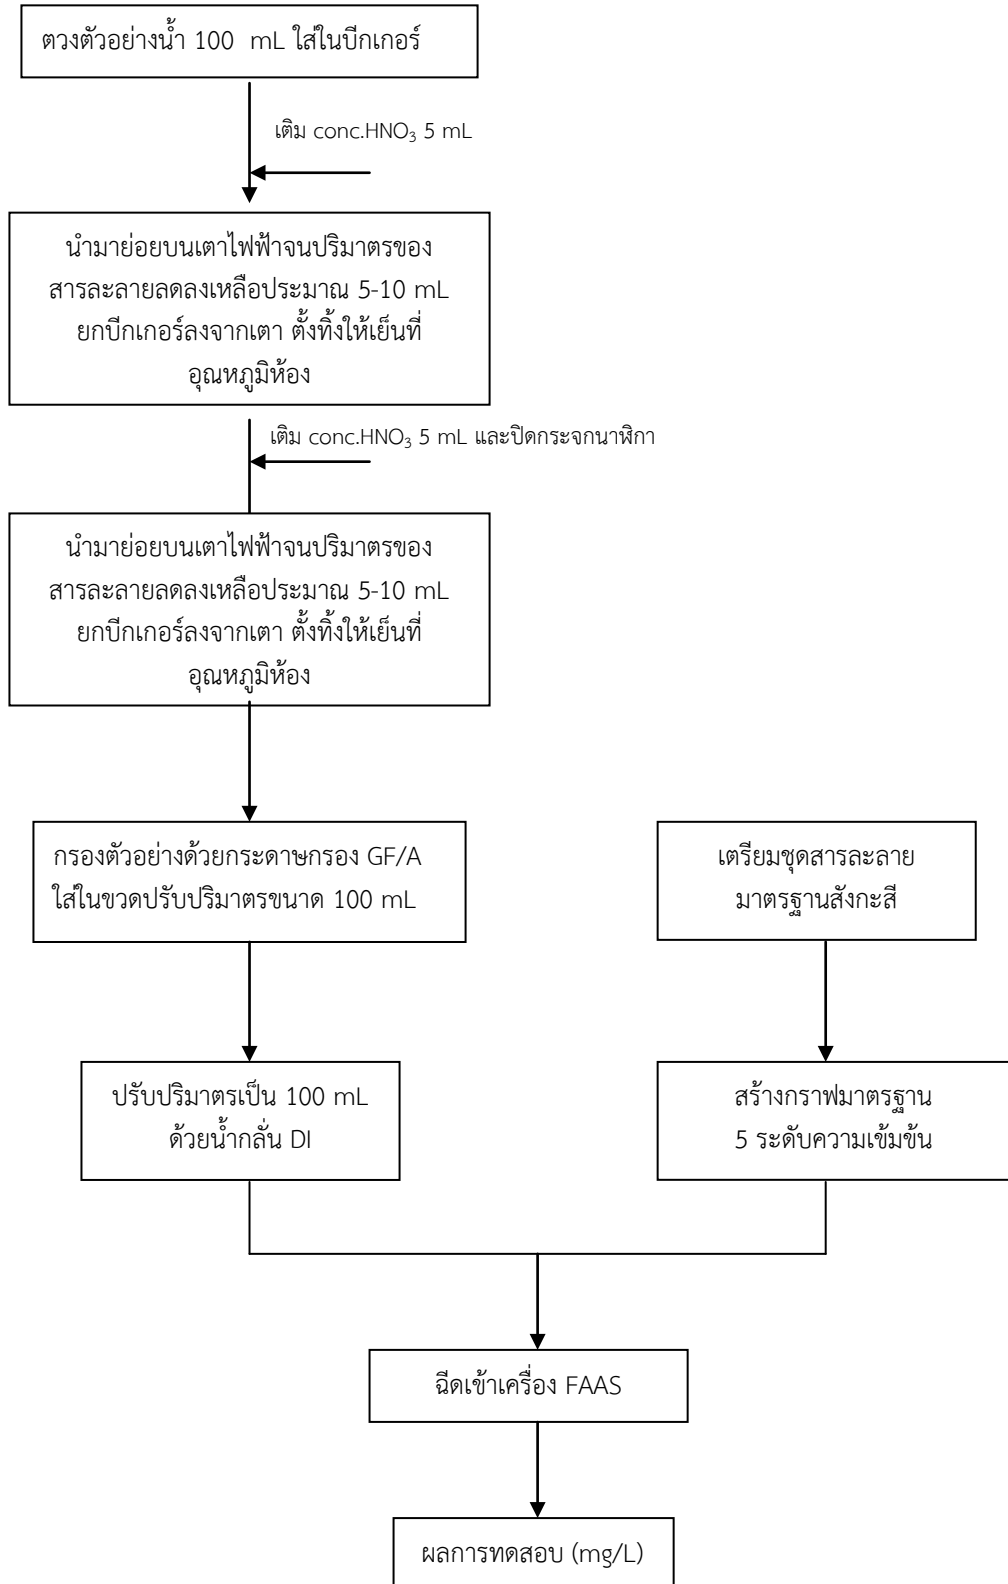 ตวงตัวอย่างน้ำ 100 mL ใส่ในบีกเกอร์
เติม conc.HNO₃ 5 mL
นำมาย่อยบนเตาไฟฟ้าจนปริมาตรของ
สารละลายลดลงเหลือประมาณ 5-10 mL
ยกบีกเกอร์ลงจากเตา ตั้งทิ้งให้เย็นที่
อุณหภูมิห้อง
เติม conc.HNO₃ 5 mL และปิดกระจกนาฬิกา
นำมาย่อยบนเตาไฟฟ้าจนปริมาตรของ
สารละลายลดลงเหลือประมาณ 5-10 mL
ยกบีกเกอร์ลงจากเตา ตั้งทิ้งให้เย็นที่
อุณหภูมิห้อง
กรองตัวอย่างด้วยกระดาษกรอง GF/A
ใส่ในขวดปรับปริมาตรขนาด 100 mL
เตรียมชุดสารละลาย
มาตรฐานสังกะสี
ปรับปริมาตรเป็น 100 mL
ด้วยน้ำกลั่น DI
สร้างกราฟมาตรฐาน
5 ระดับความเข้มข้น
ฉีดเข้าเครื่อง FAAS
ผลการทดสอบ (mg/L)